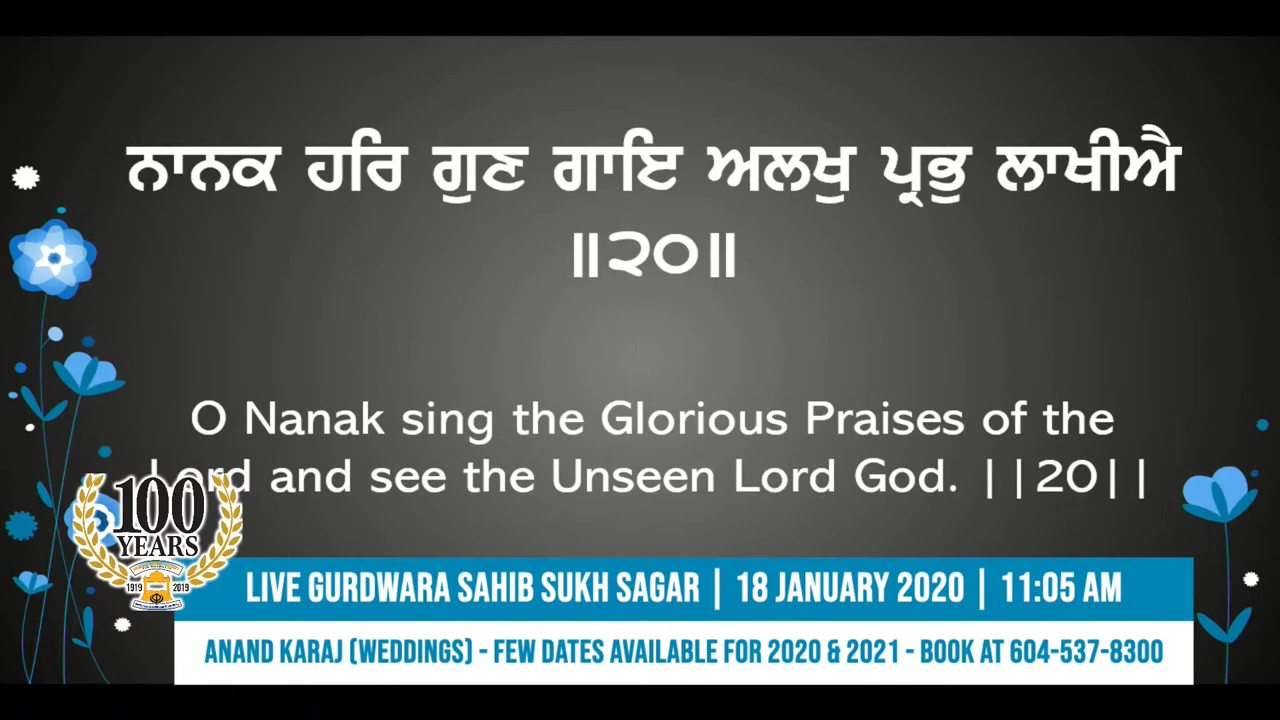 ਨਾਨਕ ਹਰਿ ਗੁਣ ਗਾਇ ਅਲਖੁ ਪ੍ਰਭੁ ਲਾਖੀਐ
॥੨੦॥
O Nanak sing the Glorious Praises of the
Lord and see the Unseen Lord God. ||20||
100
YEARS
1919 2019
LIVE GURDWARA SAHIB SUKH SAGAR | 18 JANUARY 2020 | 11:05 AM
ANAND KARAJ (WEDDINGS) - FEW DATES AVAILABLE FOR 2020 & 2021 - BOOK AT 604-537-8300